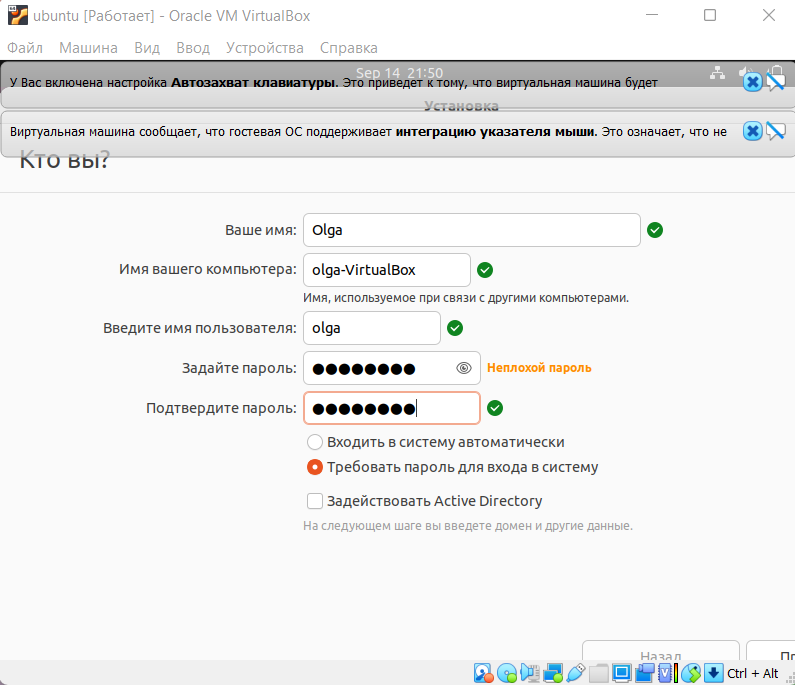 ubuntu [Работает] - Oracle VM VirtualBox
Файл Машина Вид Ввод Устройства Справка
Sep 14 21:50
У Вас включена настройка Автозахват клавиатуры. Это приведет к тому, что виртуальная машина будет
Установка
Виртуальная машина сообщает, что гостевая ОС поддерживает интеграцию указателя мыши. Это означает, что не
Кто вы?
Ваше имя: Olga
Имя вашего компьютера: olga-VirtualBox
Имя, используемое при связи с другими компьютерами.
Введите имя пользователя: olga
Задайте пароль: ●●●●●●●● Неплохой пароль
Подтвердите пароль: ●●●●●●●●
Входить в систему автоматически
Требовать пароль для входа в систему
Задействовать Active Directory
На следующем шаге вы введете домен и другие данные.
Назад
Ctrl + Alt